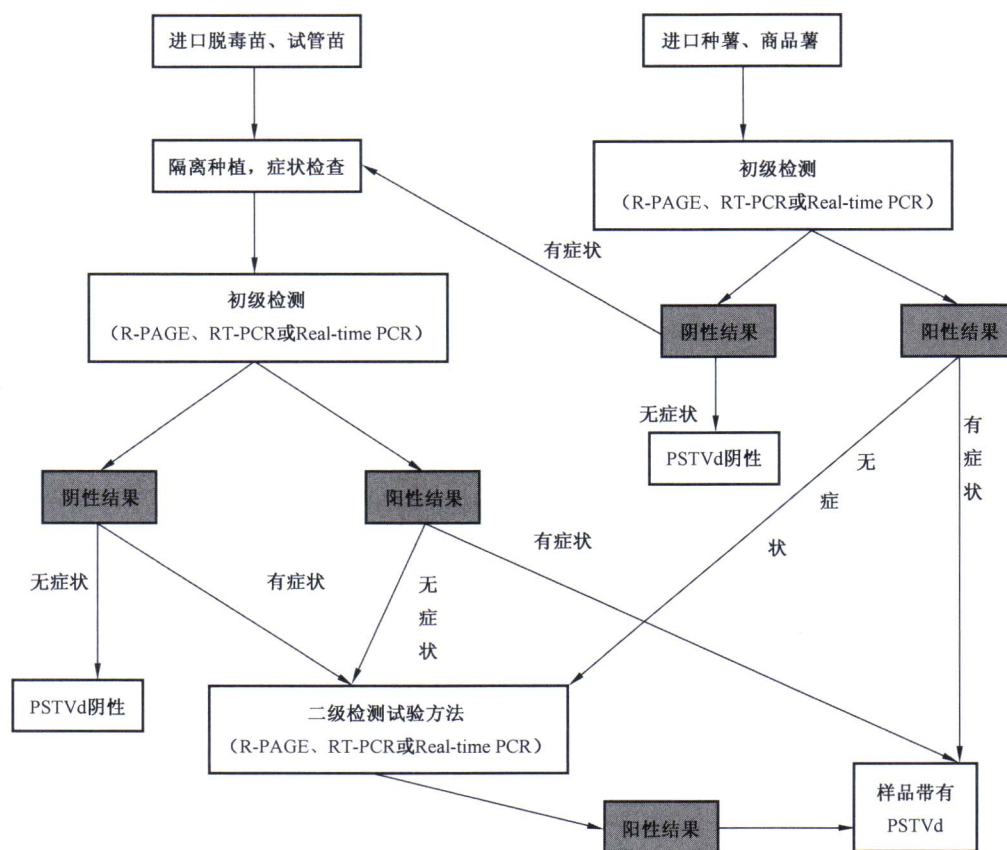 进口脱毒苗、试管苗
进口种薯、商品薯
隔离种植，症状检查
初级检测
（R-PAGE、RT-PCR或Real-time PCR）
有症状
初级检测
（R-PAGE、RT-PCR或Real-time PCR）
阴性结果
阳性结果
无症状
有症状
PSTVd阴性
无症状
阴性结果
阳性结果
无症状
有症状
无症状
有症状
PSTVd阴性
二级检测试验方法
（R-PAGE、RT-PCR或Real-time PCR）
阳性结果
样品带有
PSTVd